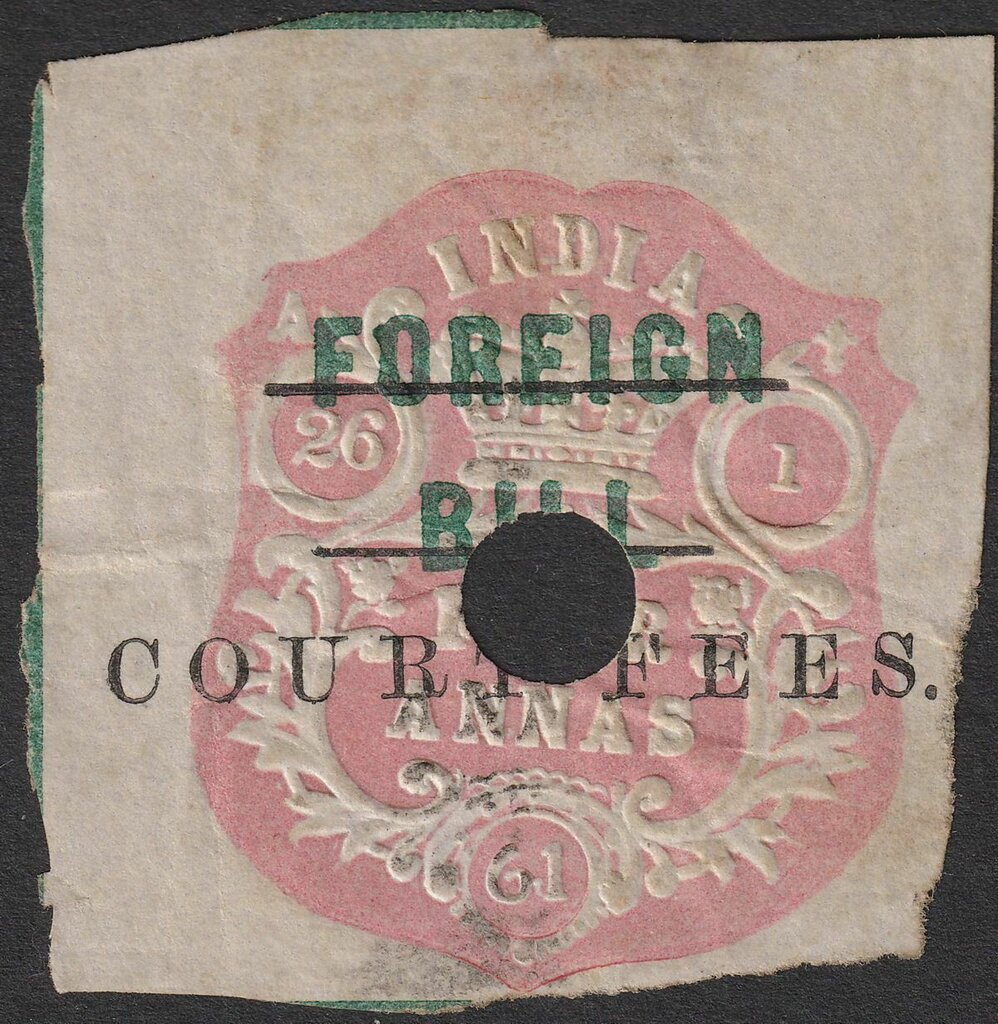 INDIA
A
FOREIGN
26
1
BILL
COURT FEES.
ANNAS
61